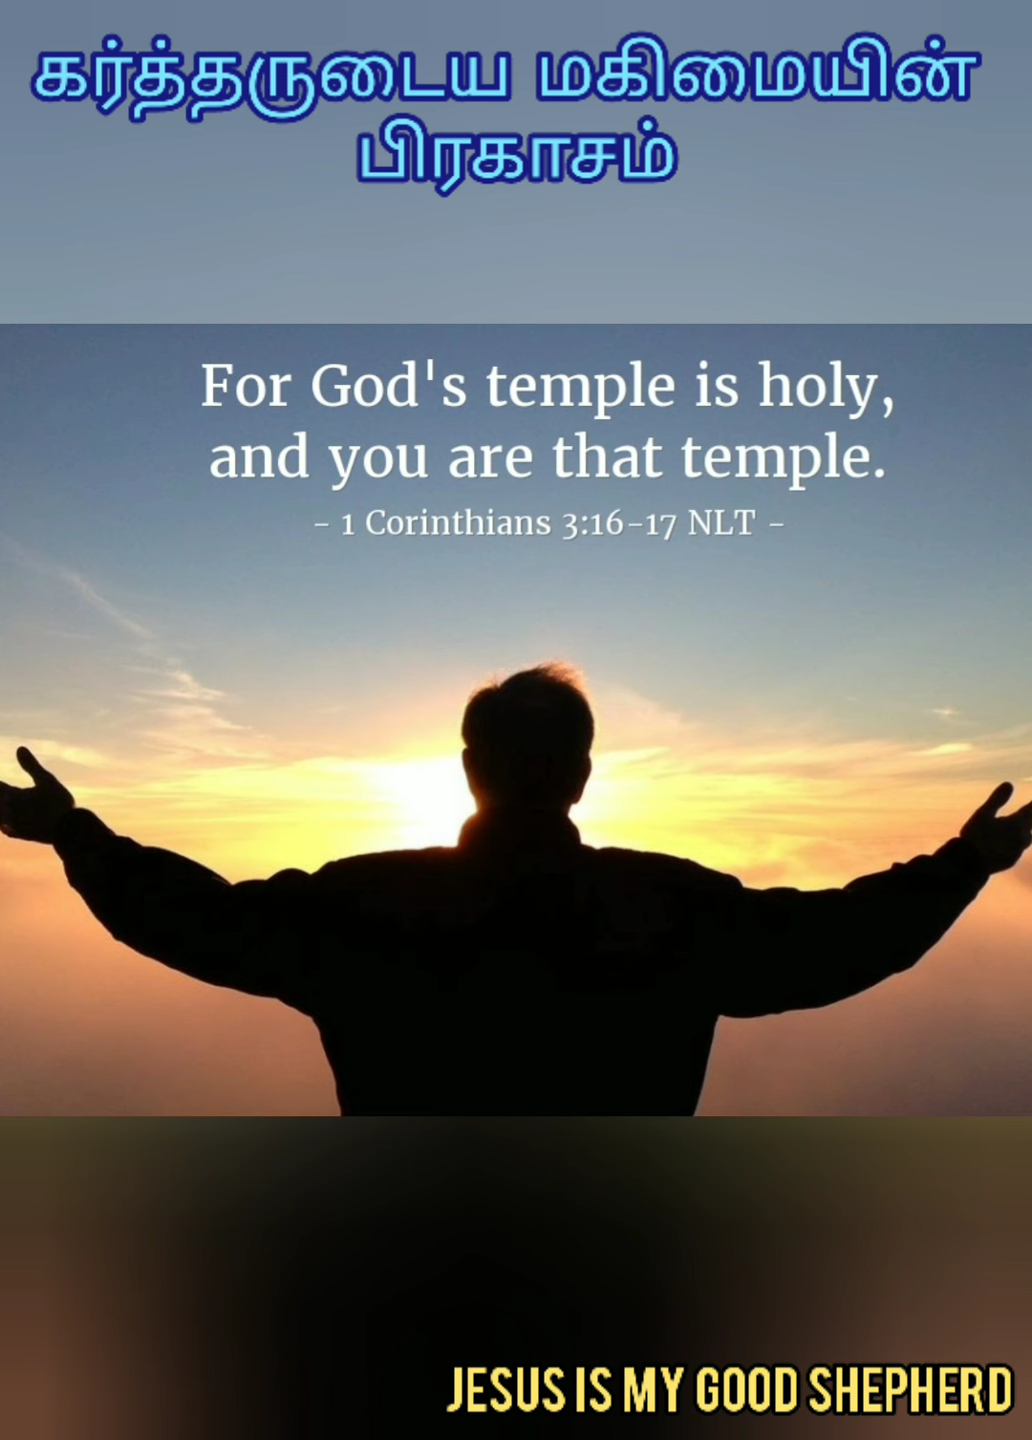 கர்த்தருடைய மகிமையின்
பிரகாசம்
For God's temple is holy,
and you are that temple.
- 1 Corinthians 3:16-17 NLT -
JESUS IS MY GOOD SHEPHERD